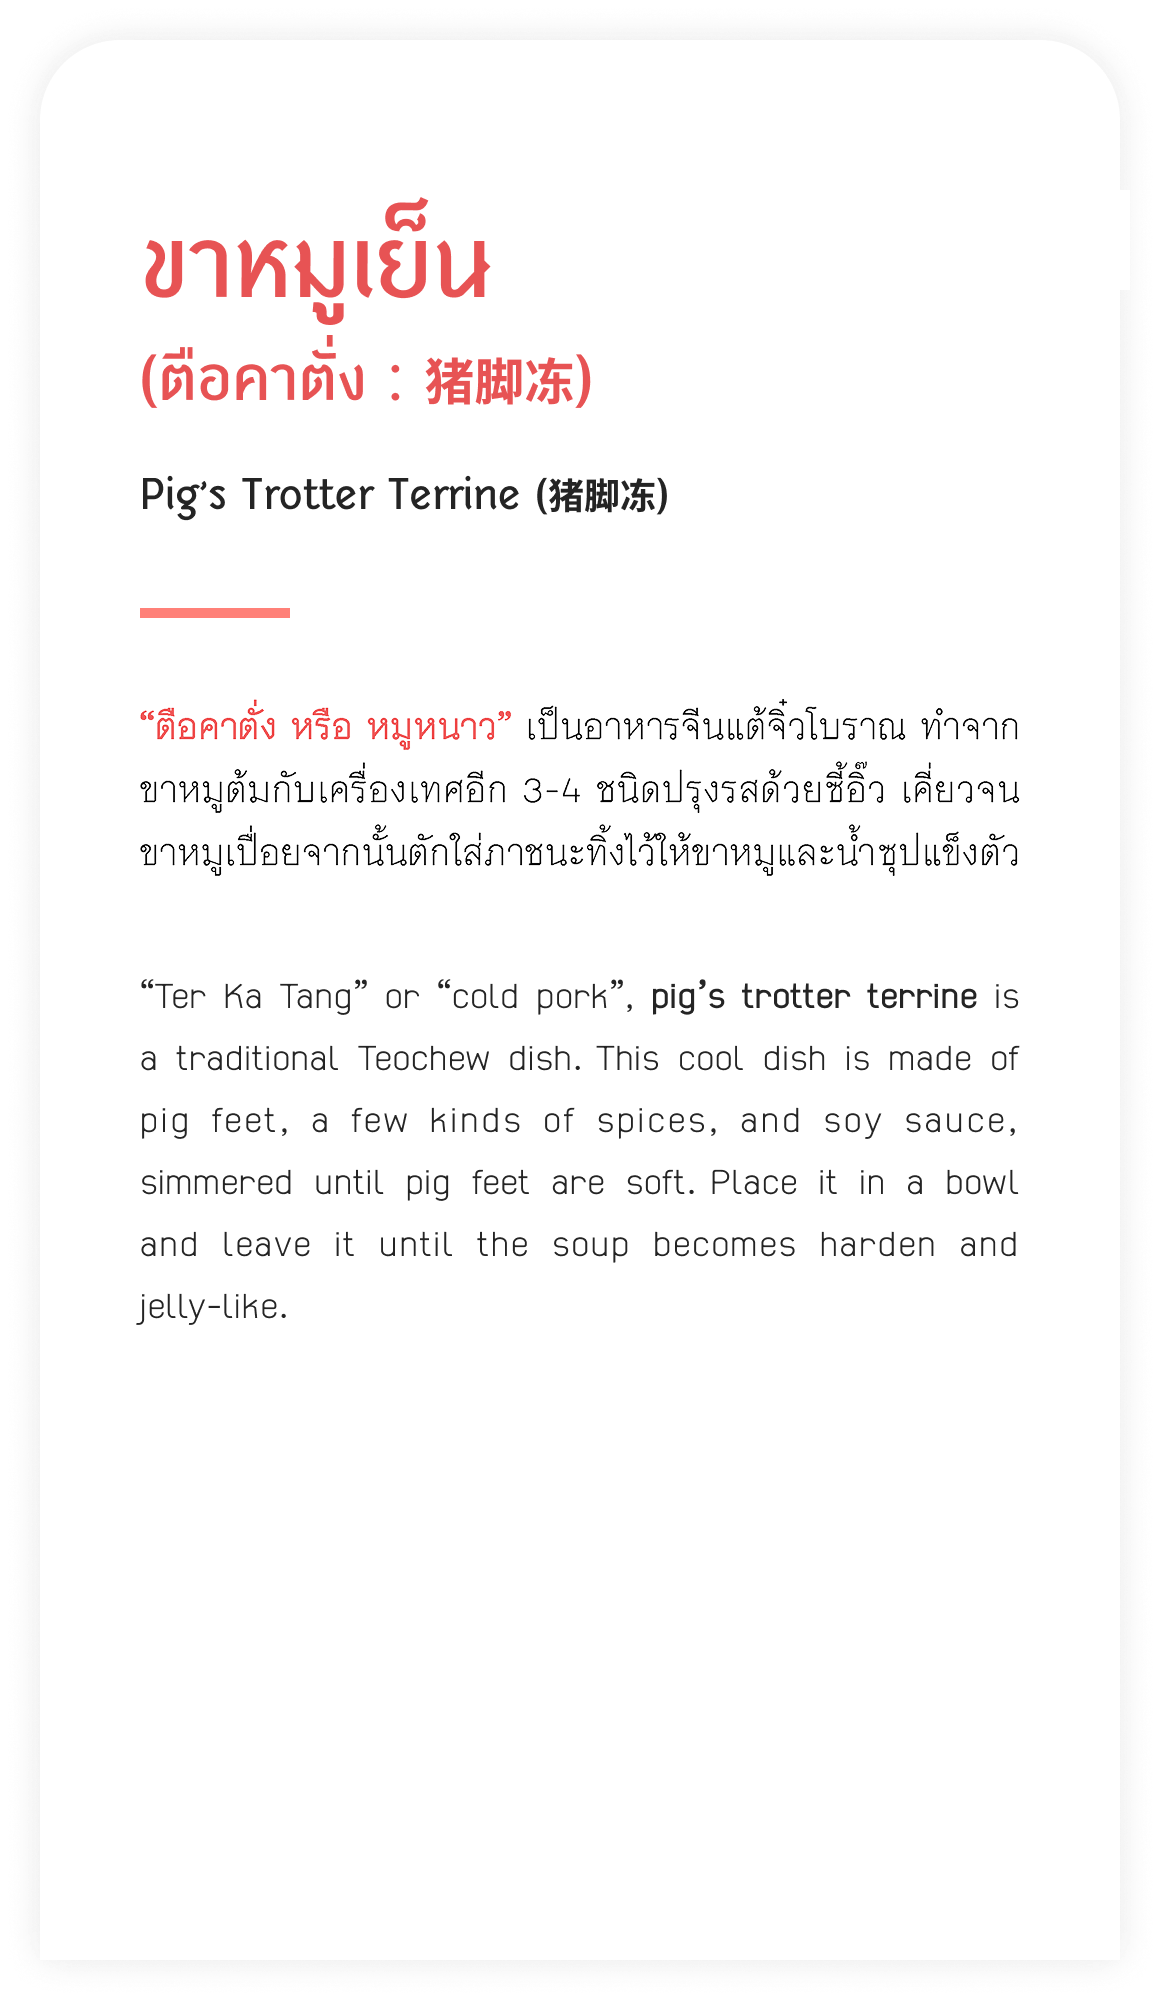 ขาหมูเย็น
(ตือคาตั่ง : 猪脚冻)
Pig’s Trotter Terrine (猪脚冻)
“ตือคาตั่ง หรือ หมูหนาว” เป็นอาหารจีนแต้จิ๋วโบราณ ทำจาก
ขาหมูต้มกับเครื่องเทศอีก 3-4 ชนิดปรุงรสด้วยซี้อิ๊ว เคี่ยวจน
ขาหมูเปื่อยจากนั้นตักใส่ภาชนะทิ้งไว้ให้ขาหมูและน้ำซุปแข็งตัว
“Ter Ka Tang” or “cold pork”, pig’s trotter terrine is
a traditional Teochew dish. This cool dish is made of
pig feet, a few kinds of spices, and soy sauce,
simmered until pig feet are soft. Place it in a bowl
and leave it until the soup becomes harden and
jelly-like.